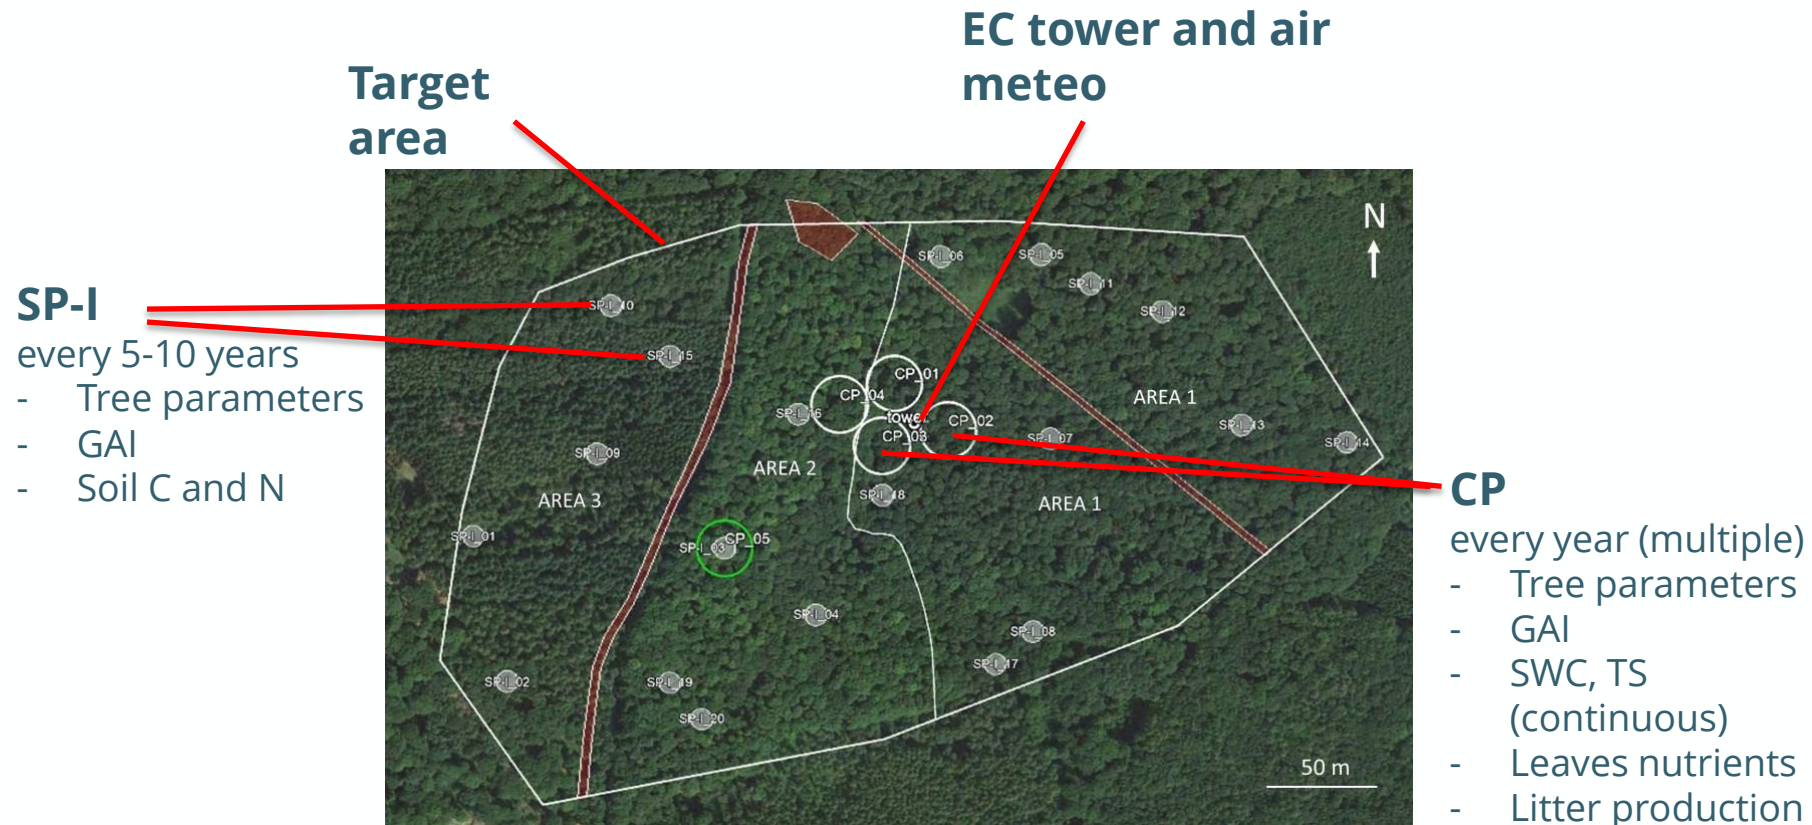 EC tower and air
meteo
Target
area
SP-I
every 5-10 years
- Tree parameters
- GAI
- Soil C and N
N
SP-I_06
SP-I_05
SP-I_11
SP-I_12
SP-I_10
SP-I_15
CP_01
CP_04
SP-I_16
tower
CP_02
CP_03
SP-I_07
AREA 1
SP-I_13
SP-I_14
SP-I_09
AREA 2
AREA 3
SP-I_18
AREA 1
SP-I_01
SP-I_03
CP_05
SP-I_04
SP-I_08
SP-I_17
SP-I_02
SP-I_19
SP-I_20
50 m
CP
every year (multiple)
- Tree parameters
- GAI
- SWC, TS
(continuous)
- Leaves nutrients
- Litter production